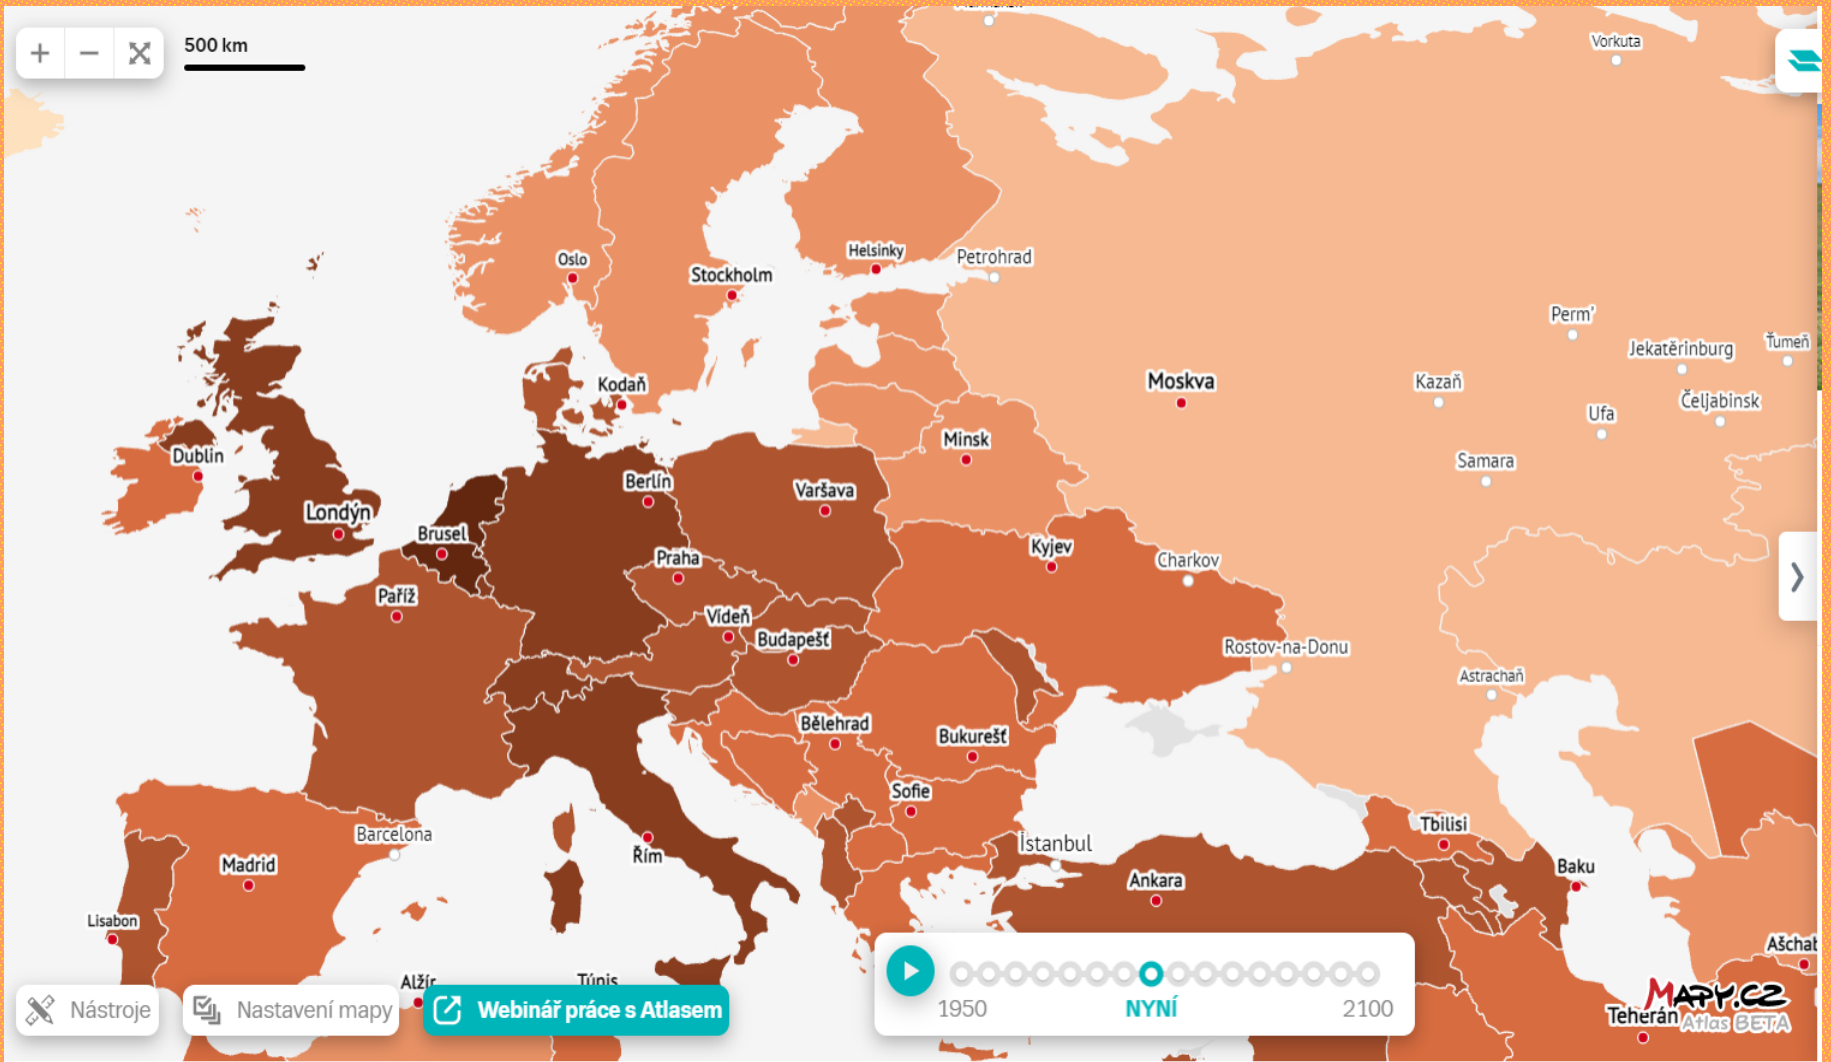 500 km
Vorkuta
Oslo
Stockholm
Helsinky
Petrohrad
Perm'
Jekatěrinburg
Ťumeň
Kodaň
Moskva
Kazaň
Čeljabinsk
Ufa
Minsk
Dublin
Samara
Berlín
Varšava
Londýn
Brusel
Kyjev
Praha
Charkov
Paříž
Vídeň
Budapešť
Rostov-na-Donu
Astrachaň
Bělehrad
Bukurešť
Sofie
Barcelona
Tbilisi
İstanbul
Řím
Madrid
Baku
Ankara
Lisabon
Ašchab
Alžír
Túnis
1950
NYNÍ
2100
Nástroje
Nastavení mapy
Webinář práce s Atlasem
Teherán
MAPY.CZ
Atlas BETA